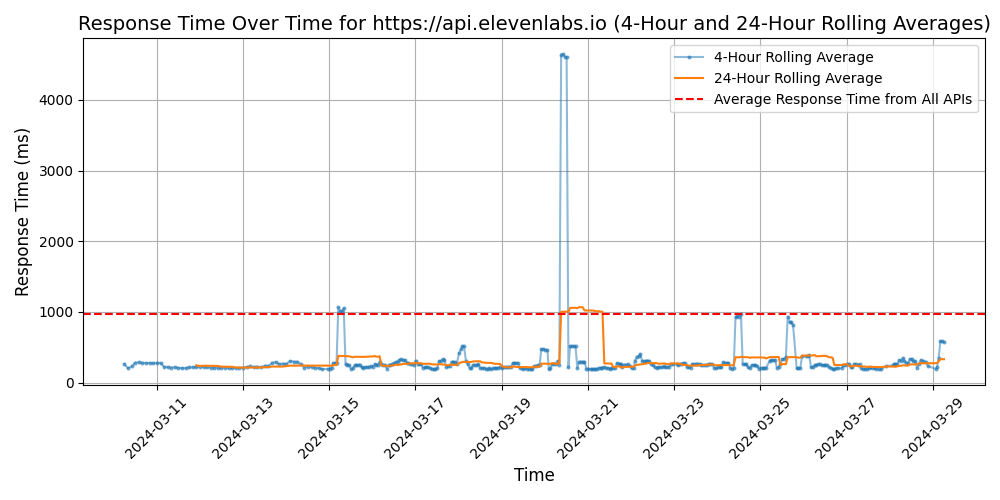 Response Time Over Time for https://api.elevenlabs.io (4-Hour and 24-Hour Rolling Averages)
4-Hour Rolling Average
24-Hour Rolling Average
Average Response Time from All APIs
Response Time (ms)
4000
3000
2000
1000
0
2024-03-11
2024-03-13
2024-03-15
2024-03-17
2024-03-19
2024-03-21
2024-03-23
2024-03-25
2024-03-27
2024-03-29
Time